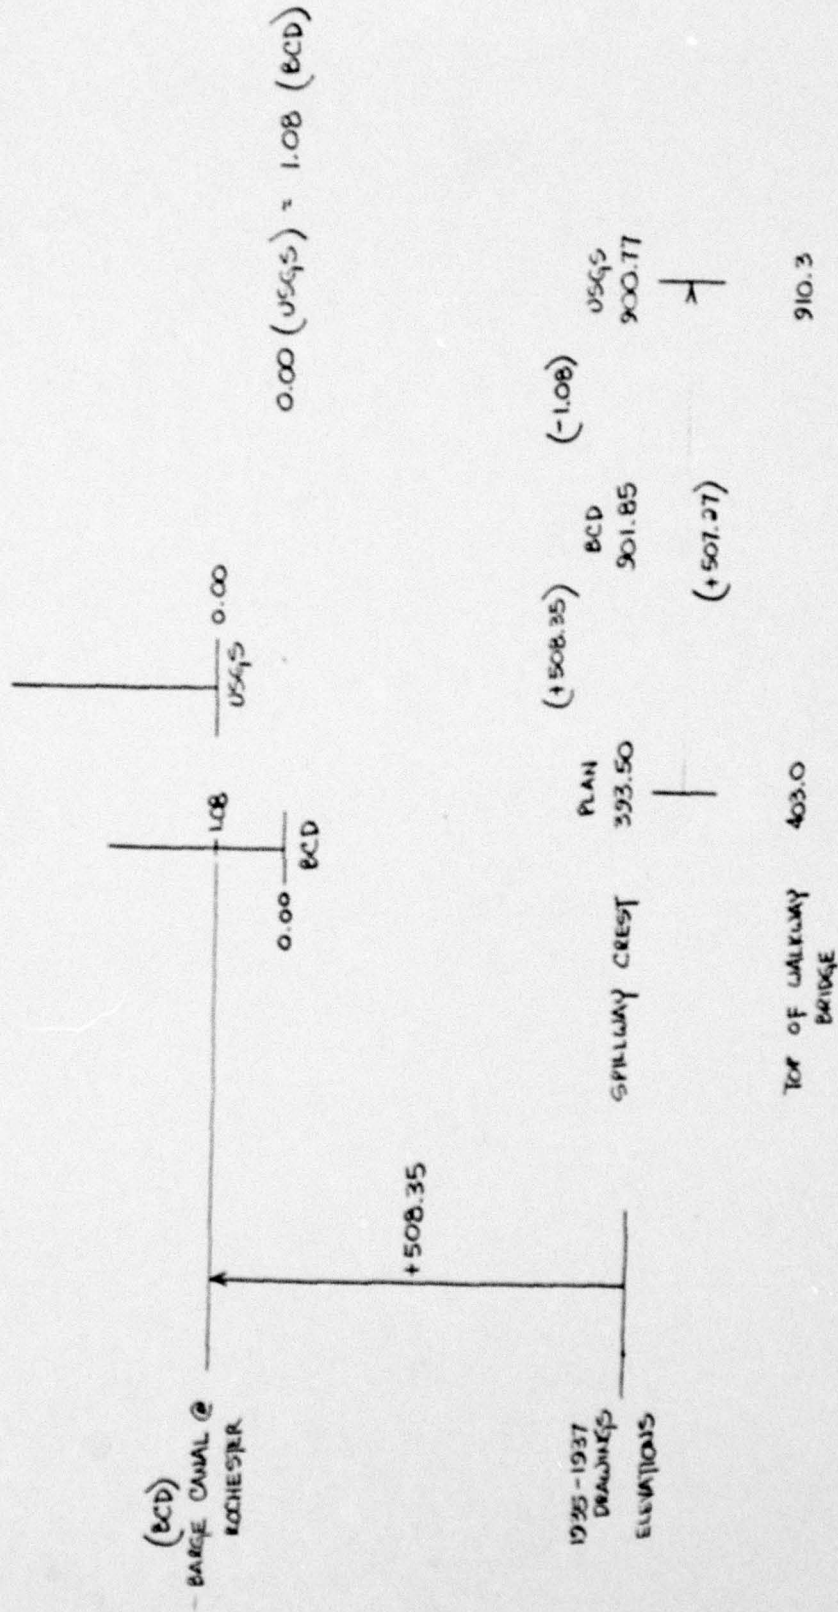 (BCD)
BARGE CANAL @
ROCHESTER
1.08
0.00
BCD
0.00
USGS
0.00 (USGS) = 1.08 (BCD)
+508.35
1935-1937
DRAWINGS
ELEVATIONS
PLAN (+508.35) BCD (-1.08) USGS
SPILLWAY CREST 393.50 901.85 900.77
(+507.27)
TOP OF WALKWAY 403.0 910.3
BRIDGE